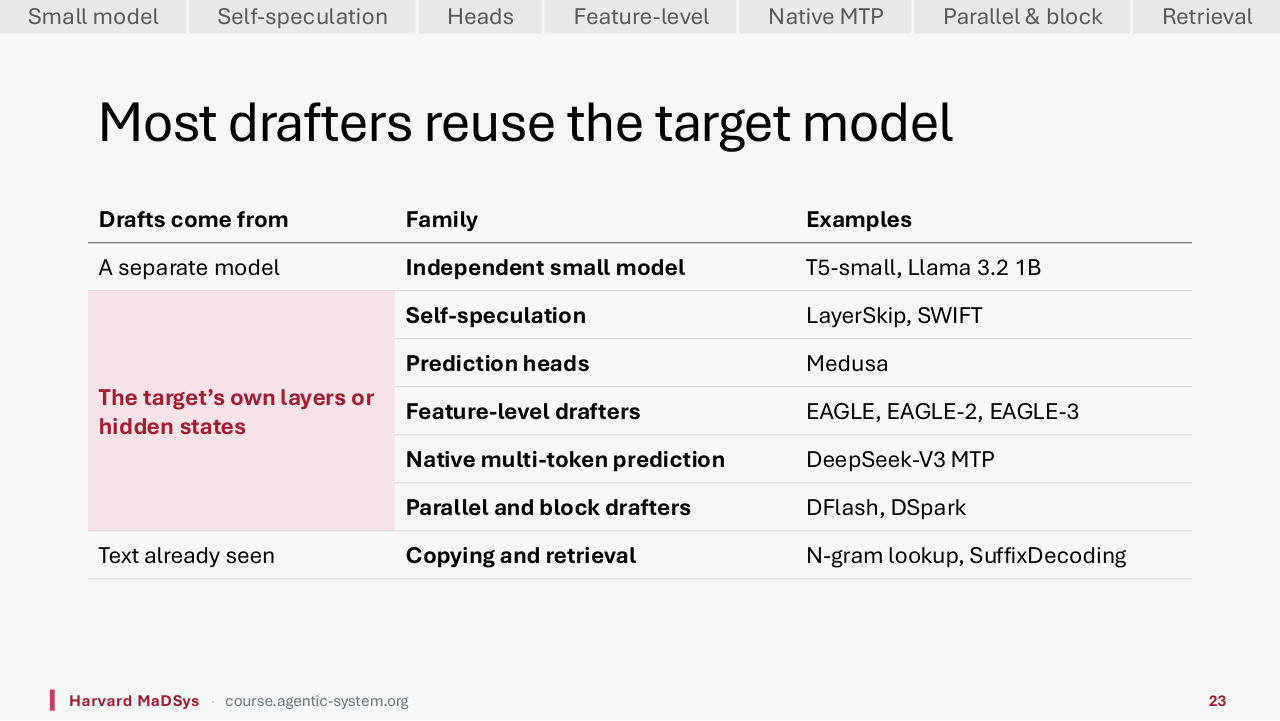 Small model
Self-speculation
Heads
Feature-level
Native MTP
Parallel & block
Retrieval
Most drafters reuse the target model
Drafts come from
Family
Examples
A separate model
Independent small model
T5-small, Llama 3.2 1B
The target’s own layers or
hidden states
Self-speculation
LayerSkip, SWIFT
Prediction heads
Medusa
Feature-level drafters
EAGLE, EAGLE-2, EAGLE-3
Native multi-token prediction
DeepSeek-V3 MTP
Parallel and block drafters
DFlash, DSpark
Text already seen
Copying and retrieval
N-gram lookup, SuffixDecoding
Harvard MaDSys · course.agentic-system.org
23